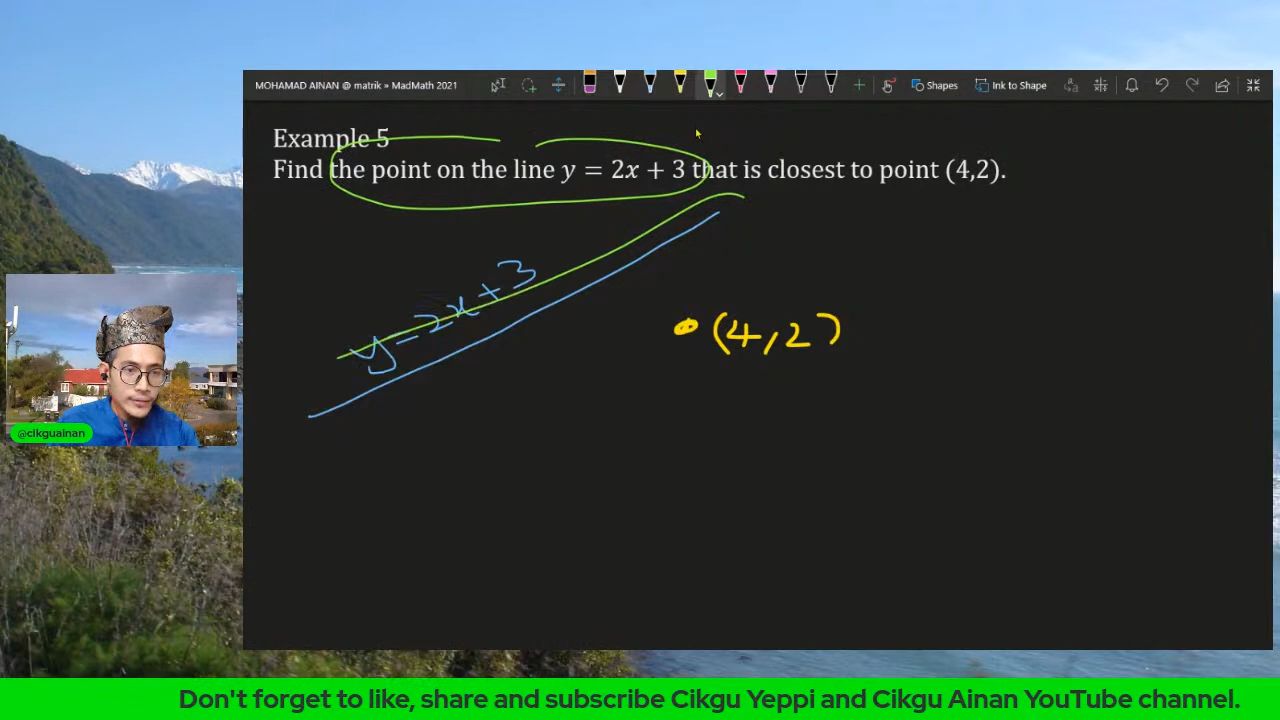 MOHAMAD AINAN @ matrik » MadMath 2021
Shapes
Ink to Shape
Example 5
Find the point on the line y = 2x + 3 that is closest to point (4,2).
y = 2x + 3
(4,2)
@cikguainan
Don't forget to like, share and subscribe Cikgu Yeppi and Cikgu Ainan YouTube channel.